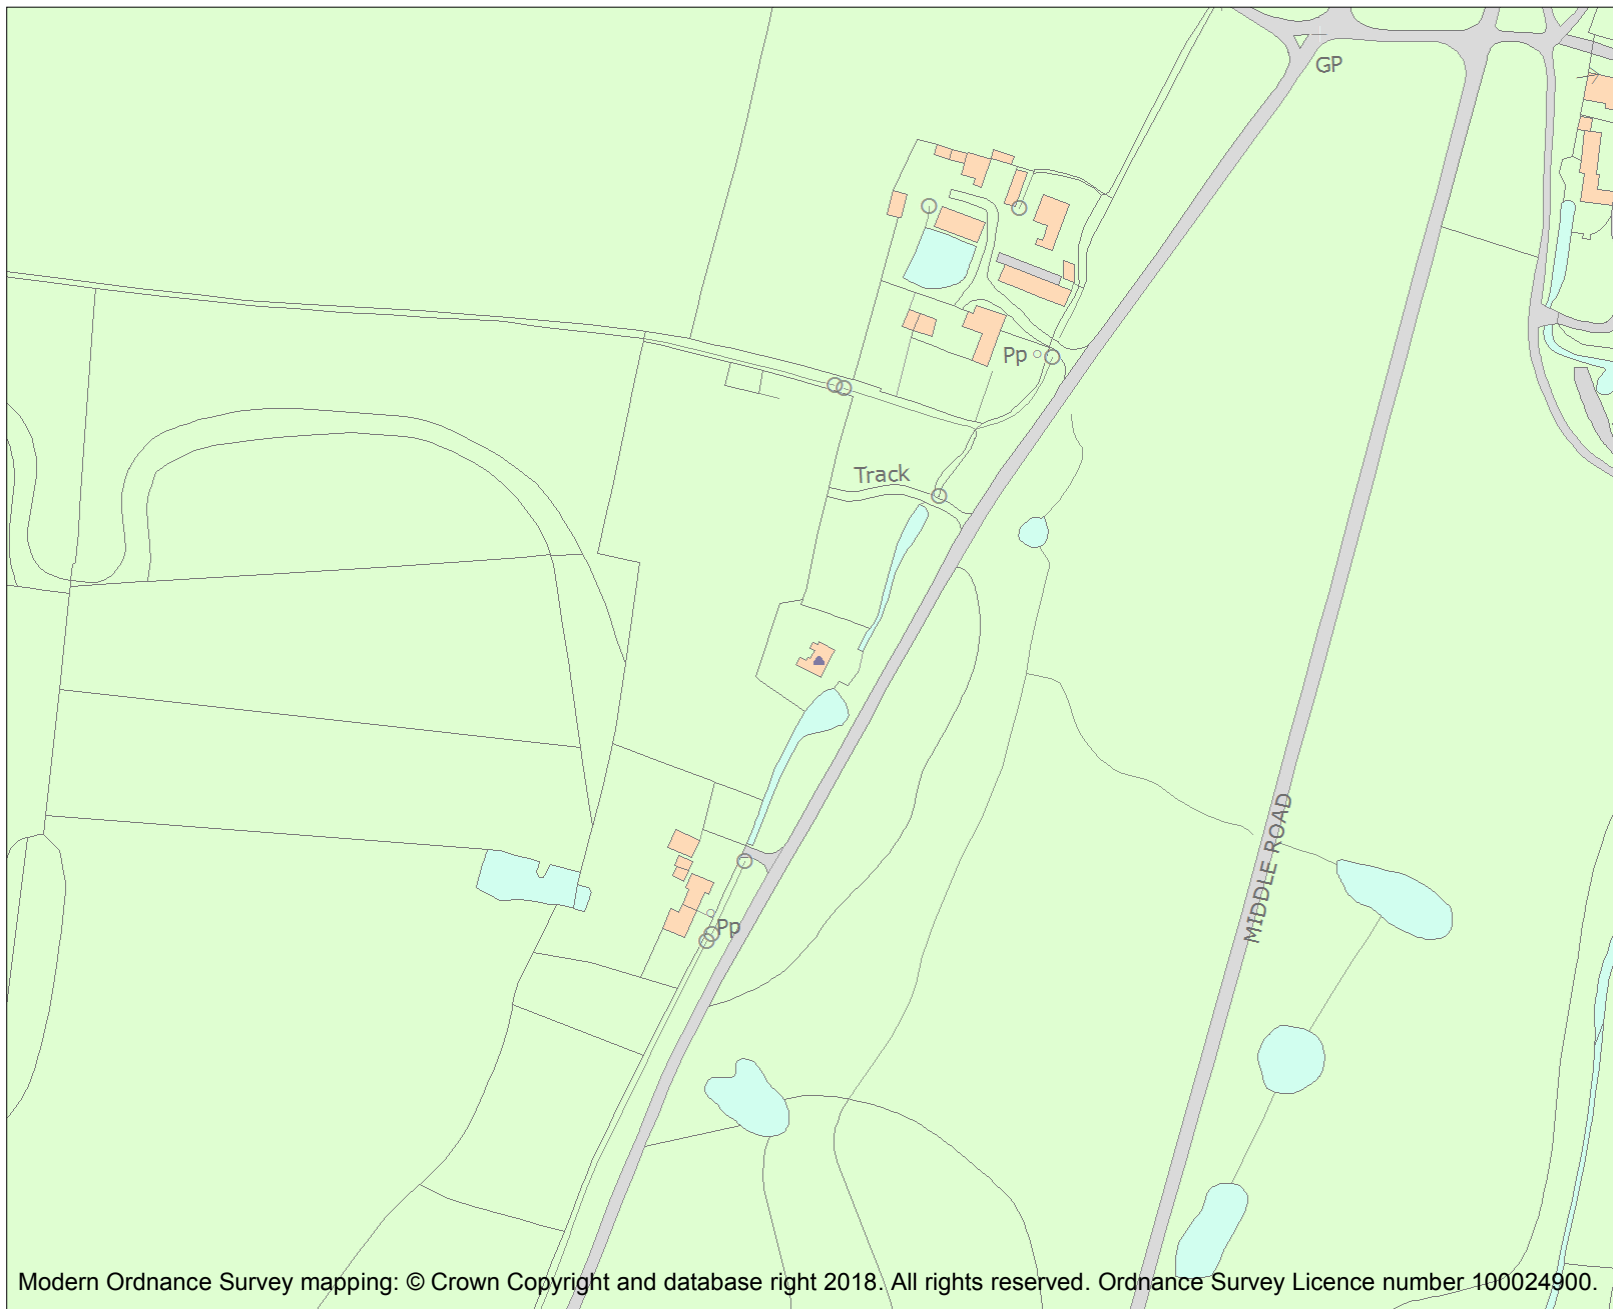 GP
Pp
Track
MIDDLE ROAD
Pp
Modern Ordnance Survey mapping: © Crown Copyright and database right 2018. All rights reserved. Ordnance Survey Licence number 100024900.